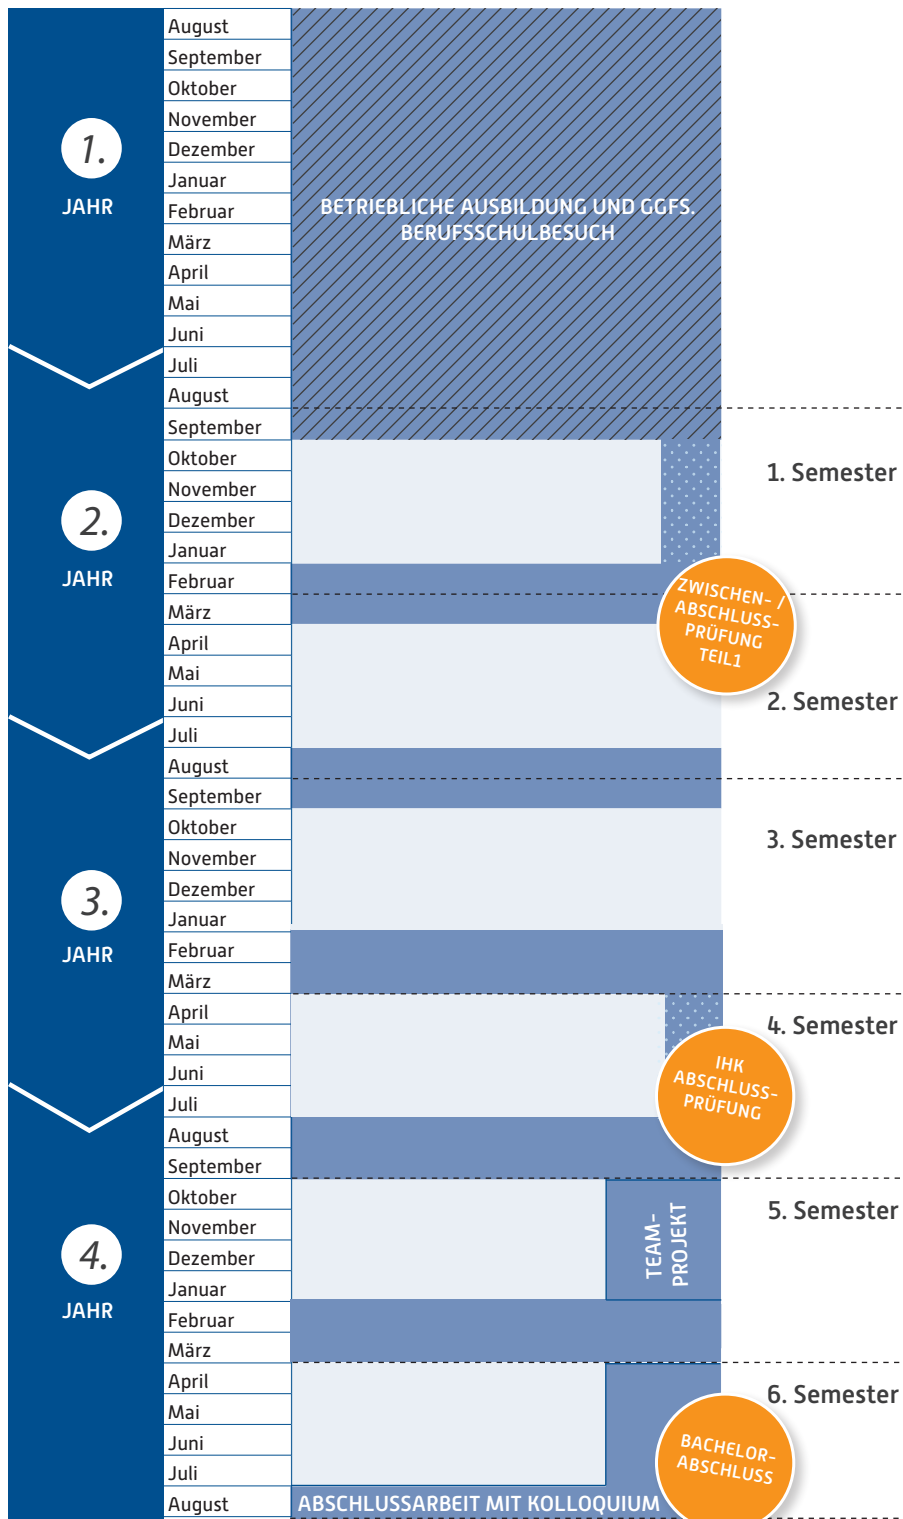 1.
JAHR
August
September
Oktober
November
Dezember
Januar
Februar
März
April
Mai
Juni
Juli
BETRIEBLICHE AUSBILDUNG UND GGFS.
BERUFSSCHULBESUCH
2.
JAHR
August
September
Oktober
November
Dezember
Januar
Februar
März
April
Mai
Juni
Juli
1. Semester
ZWISCHEN- /
ABSCHLUSS-
PRÜFUNG
TEIL1
2. Semester
3.
JAHR
August
September
Oktober
November
Dezember
Januar
Februar
März
April
Mai
Juni
Juli
3. Semester
4. Semester
IHK
ABSCHLUSS-
PRÜFUNG
4.
JAHR
August
September
Oktober
November
Dezember
Januar
Februar
März
April
Mai
Juni
Juli
August
TEAM-
PROJEKT
5. Semester
6. Semester
BACHELOR-
ABSCHLUSS
ABSCHLUSSARBEIT MIT KOLLOQUIUM